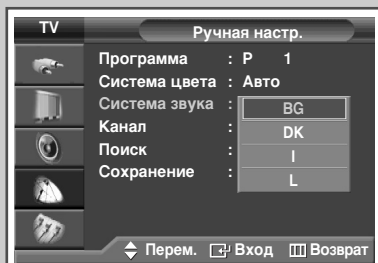 TV
Ручная настр.
Программа : P 1
Система цвета : Авто
Система звука :
BG
Канал :
DK
Поиск :
I
Сохранение :
L
Перем. Вход Возврат